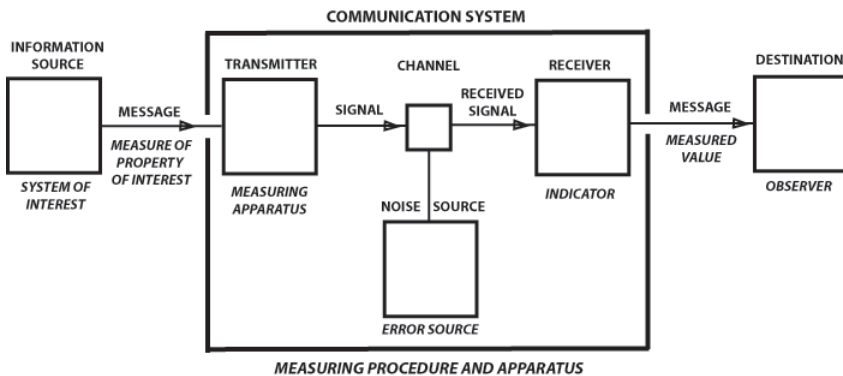 COMMUNICATION SYSTEM
INFORMATION
SOURCE
TRANSMITTER
CHANNEL
RECEIVER
DESTINATION
MESSAGE
SIGNAL
RECEIVED
SIGNAL
MESSAGE
MEASURE OF
PROPERTY
OF INTEREST
MEASURED
VALUE
SYSTEM OF
INTEREST
MEASURING
APPARATUS
INDICATOR
OBSERVER
NOISE SOURCE
ERROR SOURCE
MEASURING PROCEDURE AND APPARATUS